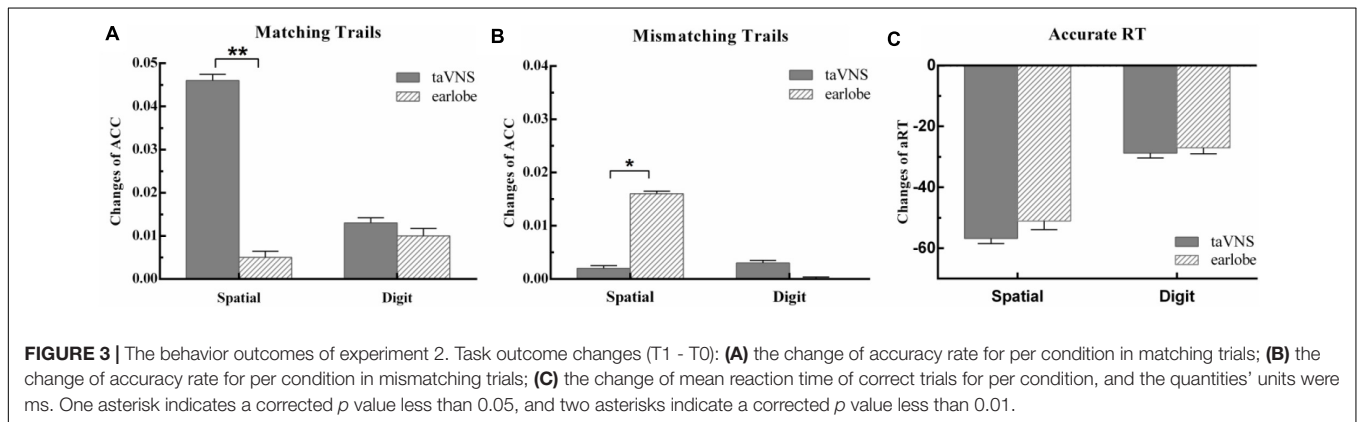 A
Matching Trails
**
0.05
0.04
0.03
0.02
0.01
0.00
Changes of ACC
taVNS
earlobe
Spatial
Digit
B
Mismatching Trails
*
0.04
0.03
0.02
0.01
0.00
Changes of ACC
taVNS
earlobe
Spatial
Digit
C
Accurate RT
0
-20
-40
-60
Changes of aRT
taVNS
earlobe
Spatial
Digit
FIGURE 3 | The behavior outcomes of experiment 2. Task outcome changes (T1 - T0): (A) the change of accuracy rate for per condition in matching trials; (B) the
change of accuracy rate for per condition in mismatching trials; (C) the change of mean reaction time of correct trials for per condition, and the quantities' units were
ms. One asterisk indicates a corrected p value less than 0.05, and two asterisks indicate a corrected p value less than 0.01.